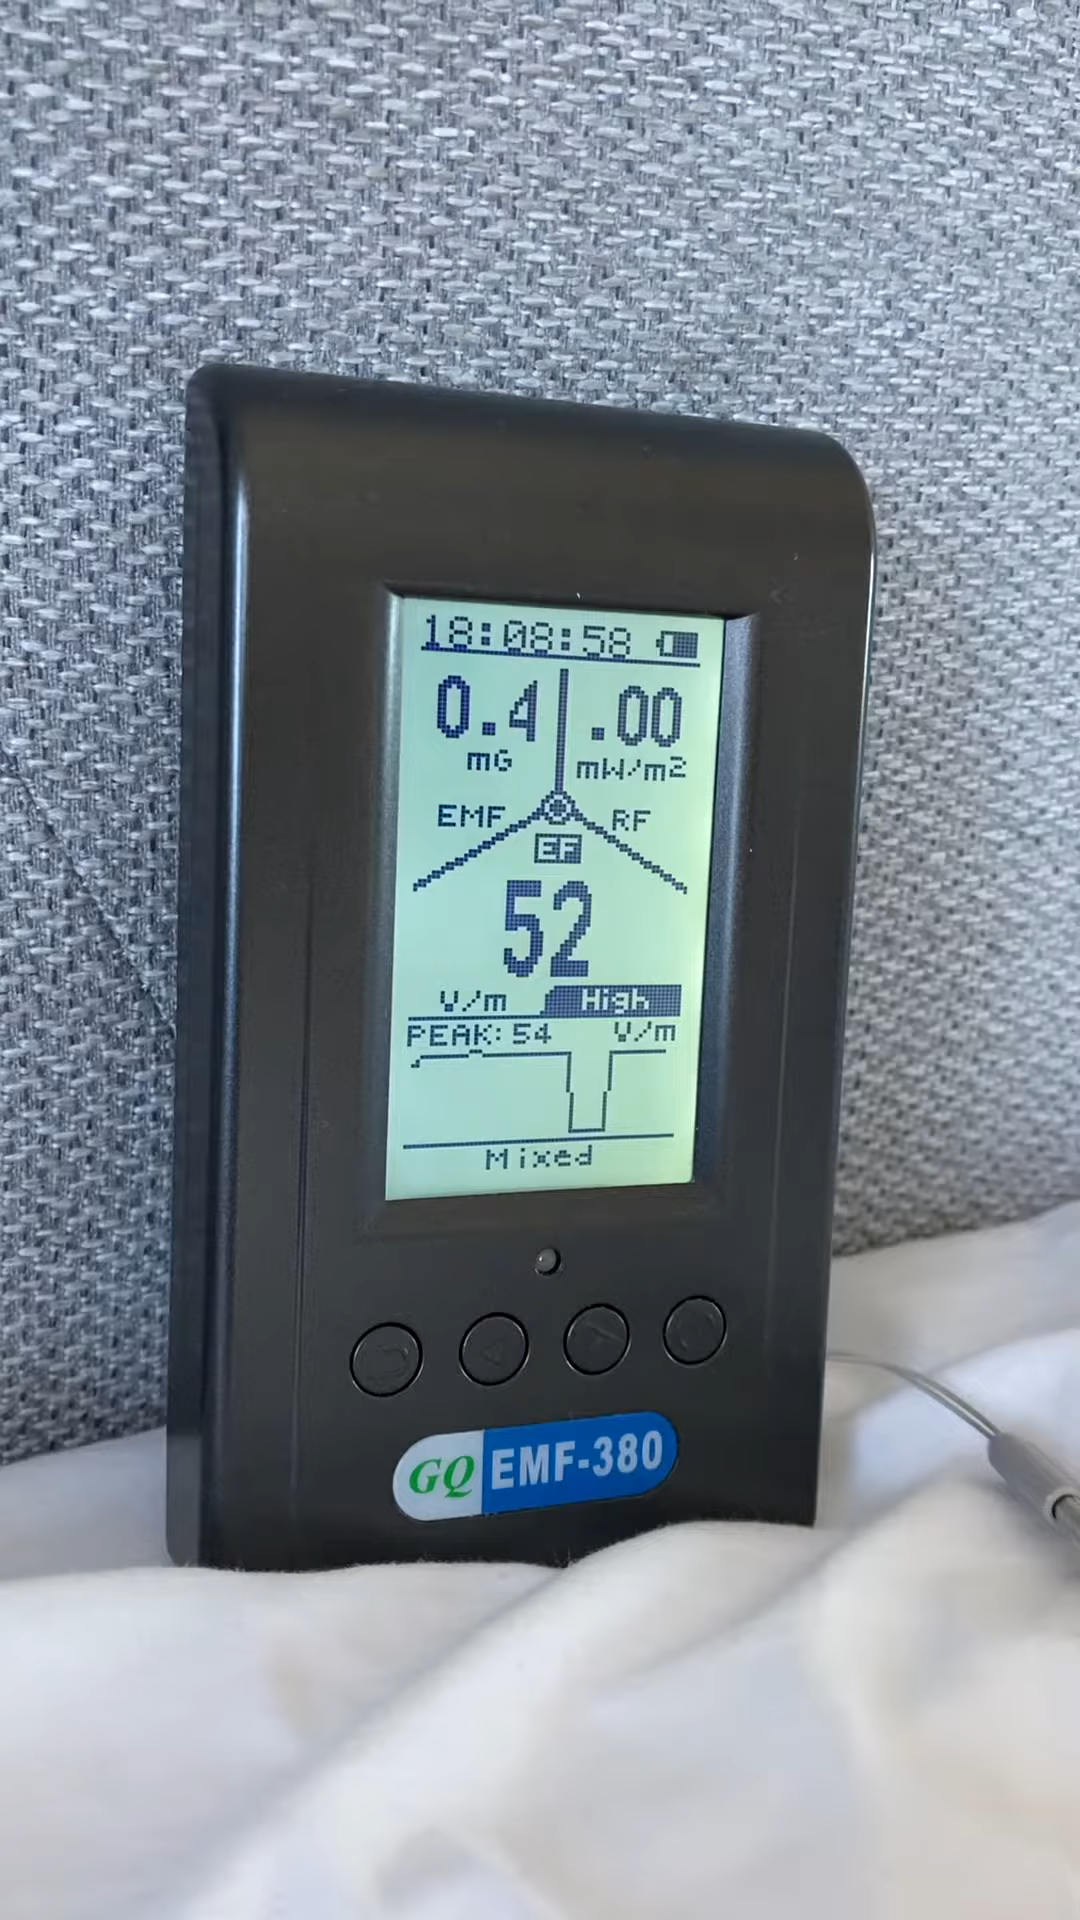 18:08:58
0.4 .00
mG mW/m2
EMF RF
EF
52
V/m High
PEAK: 54 V/m
Mixed
GQ EMF-380